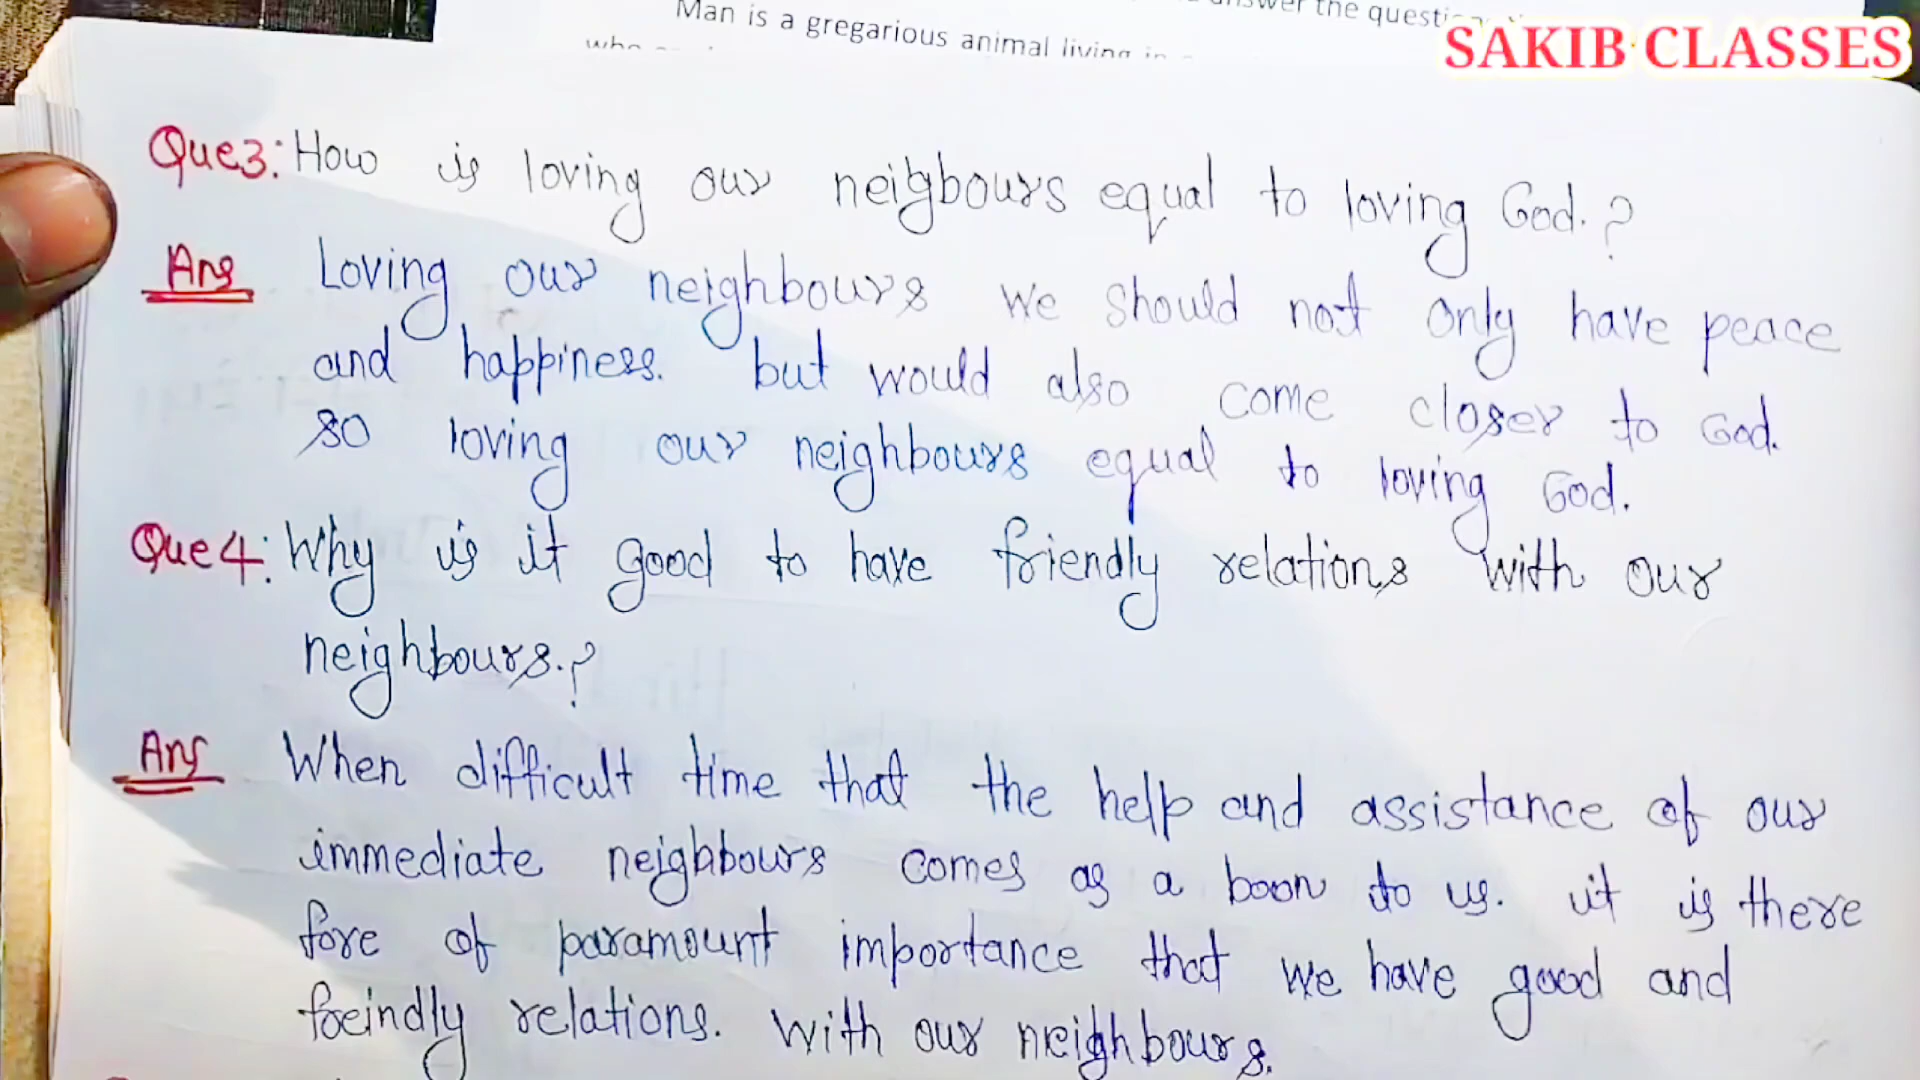 answer the
Man is a gregarious animal living in
SAKIB CLASSES
Que3: How is loving our neigbours equal to loving God.?
Ans Loving our neighbours we should not only have peace
and happiness. but would also come closer to God.
so loving our neighbours equal to loving God.
Que4: Why is it good to have friendly relations with our
neighbours.?
Ans When difficult time that the help and assistance of our
immediate neighbours comes as a boon to us. it is there
fore of paramount importance that we have good and
foeindly relations. with our neighbours.